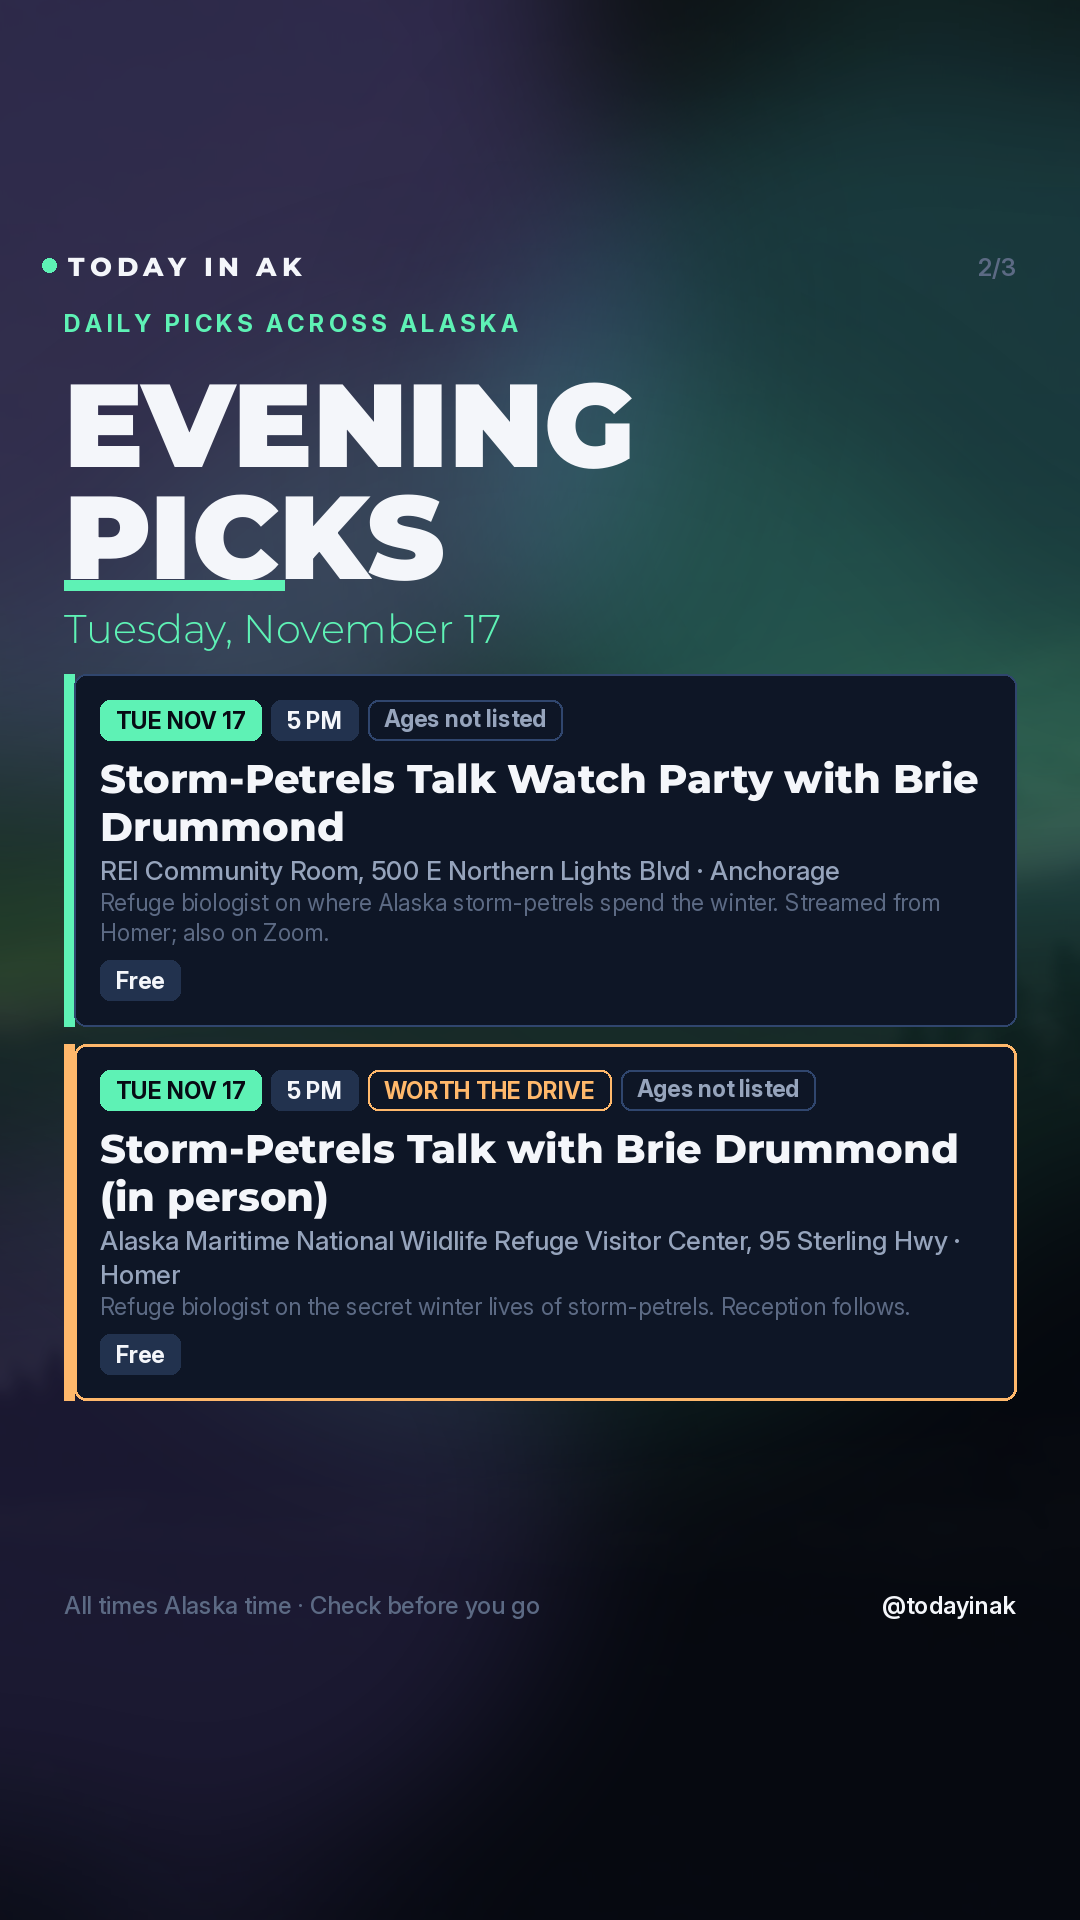 TODAY IN AK
2/3
DAILY PICKS ACROSS ALASKA
EVENING
PICKS
Tuesday, November 17
TUE NOV 17 5 PM Ages not listed
Storm-Petrels Talk Watch Party with Brie
Drummond
REI Community Room, 500 E Northern Lights Blvd · Anchorage
Refuge biologist on where Alaska storm-petrels spend the winter. Streamed from
Homer; also on Zoom.
Free
TUE NOV 17 5 PM WORTH THE DRIVE Ages not listed
Storm-Petrels Talk with Brie Drummond
(in person)
Alaska Maritime National Wildlife Refuge Visitor Center, 95 Sterling Hwy ·
Homer
Refuge biologist on the secret winter lives of storm-petrels. Reception follows.
Free
All times Alaska time · Check before you go
@todayinak